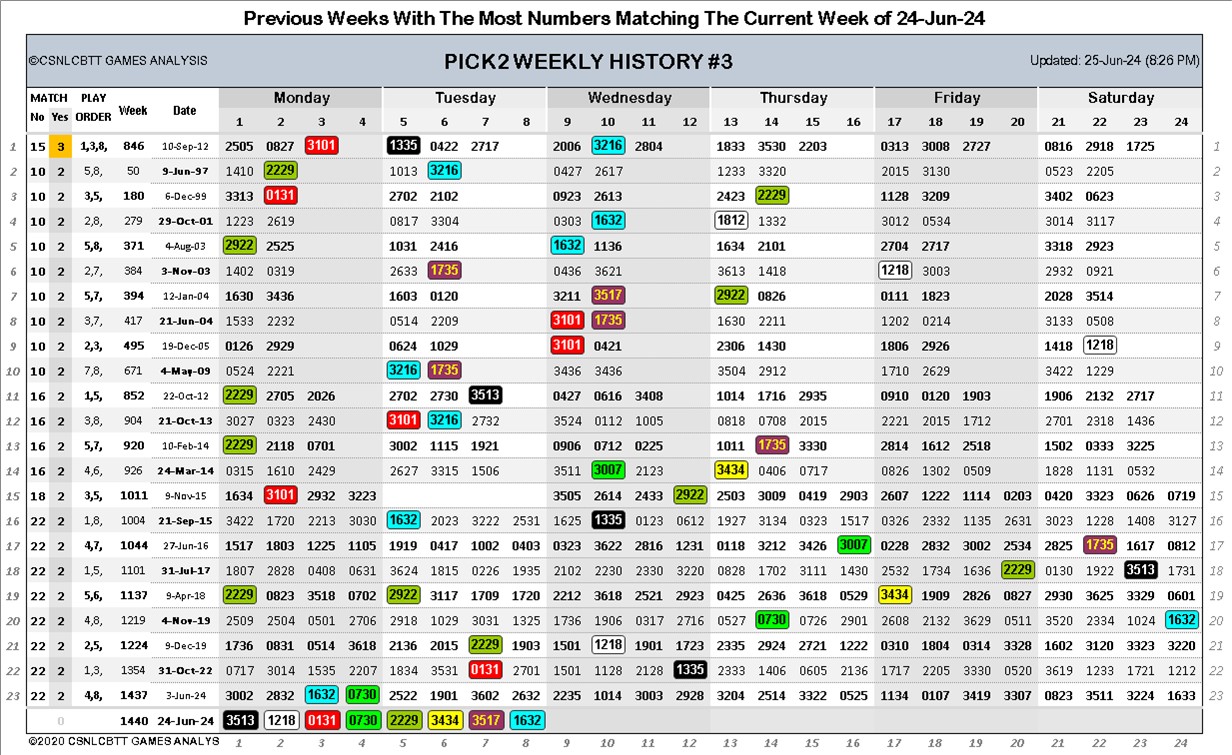 Previous Weeks With The Most Numbers Matching The Current Week of 24-Jun-24
©CSNLCBTT GAMES ANALYSIS PICK2 WEEKLY HISTORY #3 Updated: 25-Jun-24 (8:26 PM)
MATCH PLAY Week Date Monday Tuesday Wednesday Thursday Friday Saturday
No Yes ORDER 1 2 3 4 5 6 7 8 9 10 11 12 13 14 15 16 17 18 19 20 21 22 23 24
1 15 3 1,3,8, 846 10-Sep-12 2505 0827 3101 1335 0422 2717 2006 3216 2804 1833 3530 2203 0313 3008 2727 0816 2918 1725 1
2 10 2 5,8, 50 9-Jun-97 1410 2229 1013 3216 0427 2617 1233 3320 2015 3130 0523 2205 2
3 10 2 3,5, 180 6-Dec-99 3313 0131 2702 2102 0923 2613 2423 2229 1128 3209 3402 0623 3
4 10 2 2,8, 279 29-Oct-01 1223 2619 0817 3304 0303 1632 1812 1332 3012 0534 3014 3117 4
5 10 2 5,8, 371 4-Aug-03 2922 2525 1031 2416 1632 1136 1634 2101 2704 2717 3318 2923 5
6 10 2 2,7, 384 3-Nov-03 1402 0319 2633 1735 0436 3621 3613 1418 1218 3003 2932 0921 6
7 10 2 5,7, 394 12-Jan-04 1630 3436 1603 0120 3211 3517 2922 0826 0111 1823 2028 3514 7
8 10 2 3,7, 417 21-Jun-04 1533 2232 0514 2209 3101 1735 1630 2211 1202 0214 3133 0508 8
9 10 2 2,3, 495 19-Dec-05 0126 2929 0624 1029 3101 0421 2306 1430 1806 2926 1418 1218 9
10 10 2 7,8, 671 4-May-09 0524 2221 3216 1735 3436 3436 3504 2912 1710 2629 3422 1229 10
11 16 2 1,5, 852 22-Oct-12 2229 2705 2026 2702 2730 3513 0427 0616 3408 1014 1716 2935 0910 0120 1903 1906 2132 2717 11
12 16 2 3,8, 904 21-Oct-13 3027 0323 2430 3101 3216 2732 3524 0112 1005 0818 0708 2015 2221 2015 1712 2701 2318 1436 12
13 16 2 5,7, 920 10-Feb-14 2229 2118 0701 3002 1115 1921 0906 0712 0225 1011 1735 3330 2814 1612 2518 1502 0333 3225 13
14 16 2 4,6, 926 24-Mar-14 0315 1610 2429 2627 3315 1506 3511 3007 2123 3434 0406 0717 0826 1302 0509 1828 1131 0532 14
15 18 2 3,5, 1011 9-Nov-15 1634 3101 2932 3223 3505 2614 2433 2922 2503 3009 0419 2903 2607 1222 1114 0203 0420 3323 0626 0719 15
16 22 2 1,8, 1004 21-Sep-15 3422 1720 2213 3030 1632 2023 3222 2531 1625 1335 0123 0612 1927 3134 0323 1517 0326 2332 1135 2631 3023 1228 1408 3127 16
17 22 2 4,7, 1044 27-Jun-16 1517 1803 1225 1105 1919 0417 1002 0403 0323 3622 2816 1231 0118 3212 3426 3007 0228 2832 3002 2534 2825 1735 1617 0812 17
18 22 2 1,5, 1101 31-Jul-17 1807 2828 0408 0631 3624 1815 0226 1935 2102 2230 2230 3220 0828 1702 3111 1430 2532 1734 1636 2229 0130 1922 3513 1731 18
19 22 2 5,6, 1137 9-Apr-18 2229 0823 3518 0702 2922 3117 1709 1720 2212 3618 2521 2923 0425 2636 3618 0529 3434 1909 2826 0827 2930 3625 3329 0601 19
20 22 2 4,8, 1219 4-Nov-19 2509 2504 0501 2706 2918 1029 3131 1325 1736 1906 0317 2716 0527 0730 0726 2901 2608 2132 3629 0511 3520 2334 1024 1632 20
21 22 2 2,5, 1224 9-Dec-19 1736 0831 0514 3618 2136 2015 2229 1903 1501 1218 1901 1723 2335 2924 2721 1222 0310 1804 0314 3328 1602 3120 3323 3220 21
22 22 2 1,3, 1354 31-Oct-22 0717 3014 1535 2207 1834 3531 0131 2701 1501 1128 2128 1335 2333 1406 0605 2136 1717 2205 3330 0520 3619 1233 1721 1212 22
23 22 2 4,8, 1437 3-Jun-24 3002 2832 1632 0730 2522 1901 3602 2632 2235 1014 3003 2928 3204 2514 3322 0525 1134 0107 3419 3307 0823 3511 3224 1633 23
0 1440 24-Jun-24 3513 1218 0131 0730 2229 3434 3517 1632
©2020 CSNLCBTT GAMES ANALYS 1 2 3 4 5 6 7 8 9 10 11 12 13 14 15 16 17 18 19 20 21 22 23 24